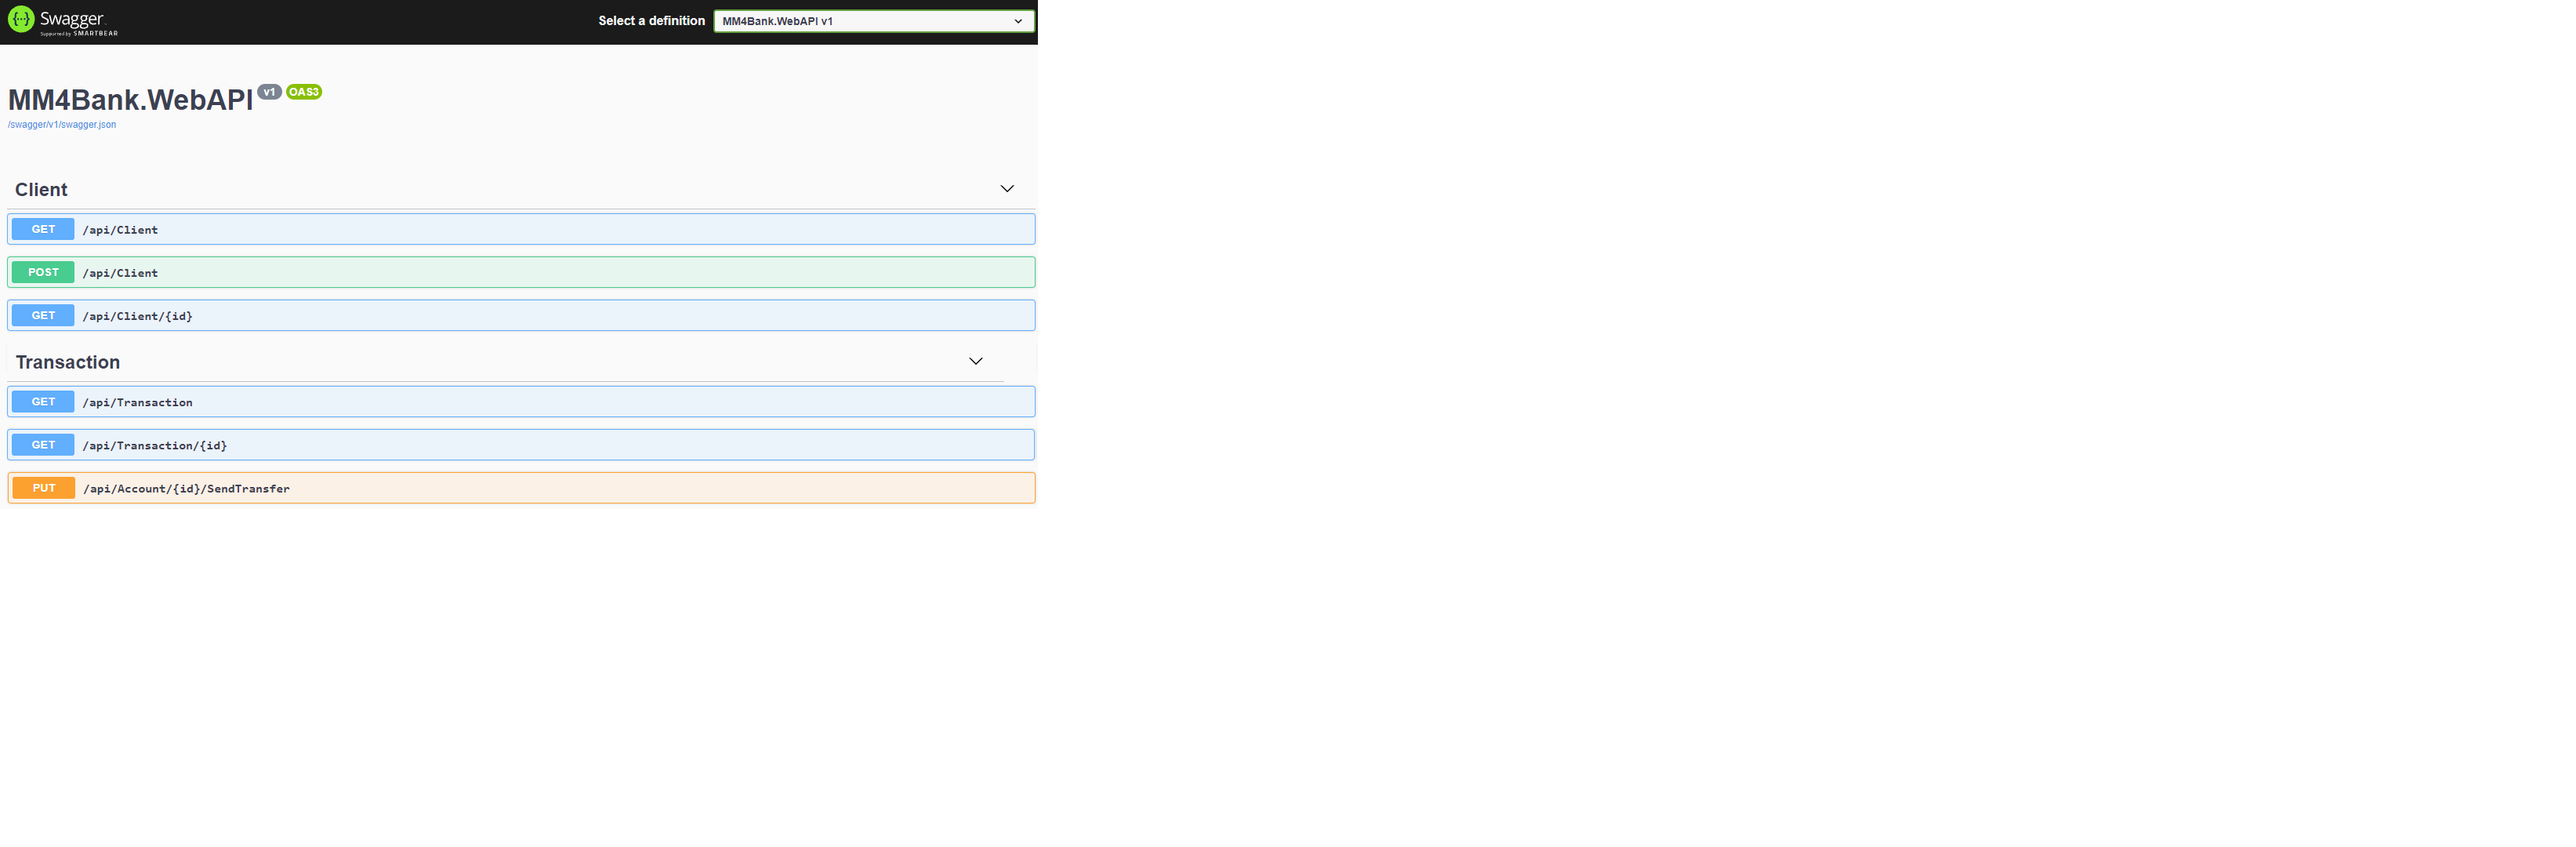 Swagger
Supported by SMARTBEAR
Select a definition
MM4Bank.WebAPI v1
MM4Bank.WebAPI v1 OAS3
/swagger/v1/swagger.json
Client
GET /api/Client
POST /api/Client
GET /api/Client/{id}
Transaction
GET /api/Transaction
GET /api/Transaction/{id}
PUT /api/Account/{id}/SendTransfer